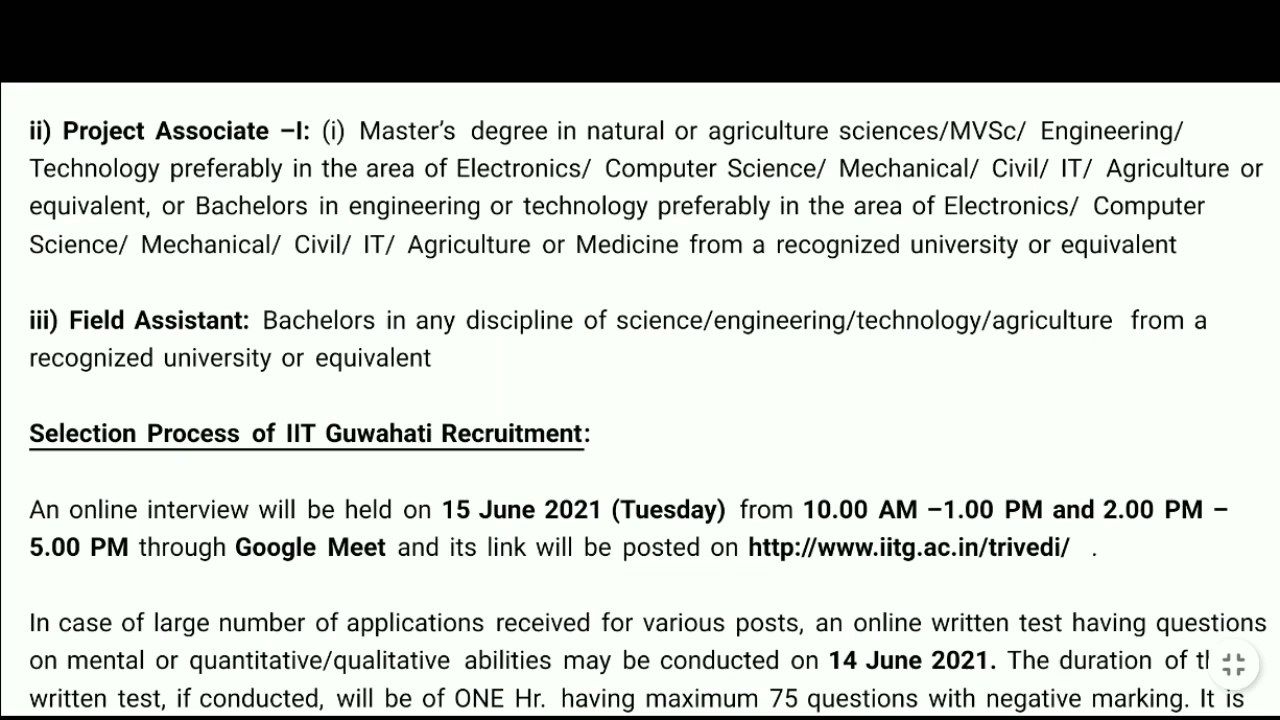 ii) Project Associate –I: (i) Master’s degree in natural or agriculture sciences/MVSc/ Engineering/
Technology preferably in the area of Electronics/ Computer Science/ Mechanical/ Civil/ IT/ Agriculture or
equivalent, or Bachelors in engineering or technology preferably in the area of Electronics/ Computer
Science/ Mechanical/ Civil/ IT/ Agriculture or Medicine from a recognized university or equivalent
iii) Field Assistant: Bachelors in any discipline of science/engineering/technology/agriculture from a
recognized university or equivalent
Selection Process of IIT Guwahati Recruitment:
An online interview will be held on 15 June 2021 (Tuesday) from 10.00 AM –1.00 PM and 2.00 PM –
5.00 PM through Google Meet and its link will be posted on http://www.iitg.ac.in/trivedi/ .
In case of large number of applications received for various posts, an online written test having questions
on mental or quantitative/qualitative abilities may be conducted on 14 June 2021. The duration of
written test, if conducted, will be of ONE Hr. having maximum 75 questions with negative marking. It is